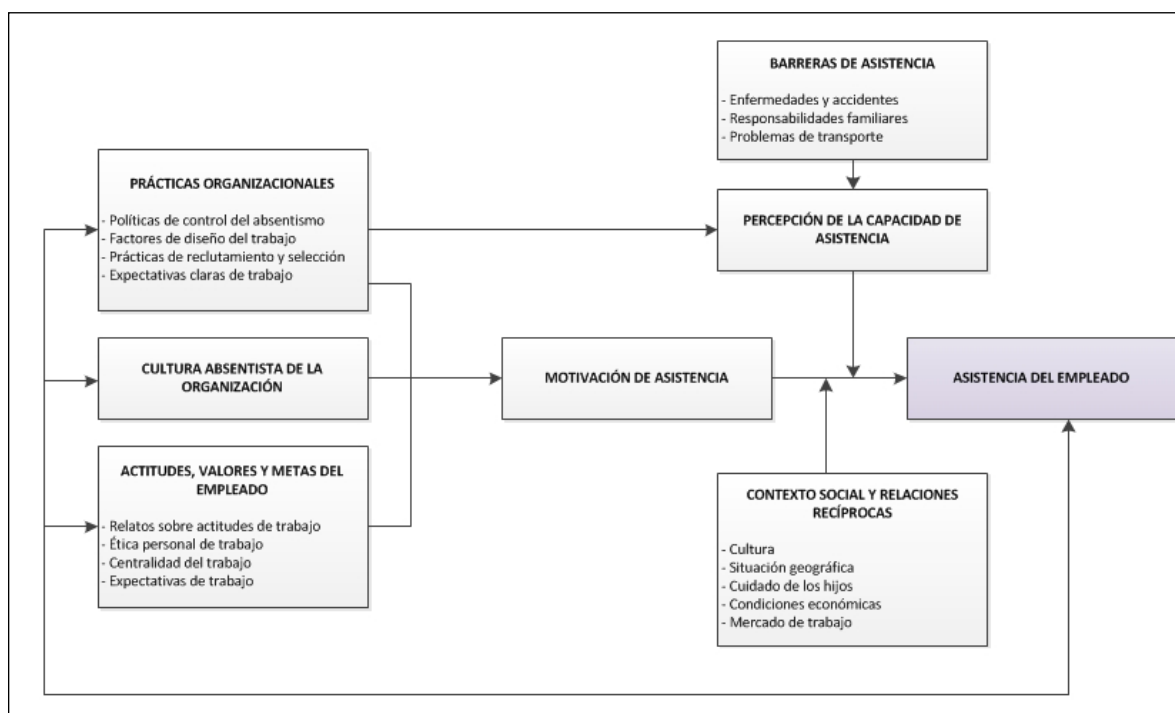 BARRERAS DE ASISTENCIA
- Enfermedades y accidentes
- Responsabilidades familiares
- Problemas de transporte
PRÁCTICAS ORGANIZACIONALES
- Políticas de control del absentismo
- Factores de diseño del trabajo
- Prácticas de reclutamiento y selección
- Expectativas claras de trabajo
PERCEPCIÓN DE LA CAPACIDAD DE
ASISTENCIA
CULTURA ABSENTISTA DE LA
ORGANIZACIÓN
MOTIVACIÓN DE ASISTENCIA
ASISTENCIA DEL EMPLEADO
ACTITUDES, VALORES Y METAS DEL
EMPLEADO
- Relatos sobre actitudes de trabajo
- Ética personal de trabajo
- Centralidad del trabajo
- Expectativas de trabajo
CONTEXTO SOCIAL Y RELACIONES
RECÍPROCAS
- Cultura
- Situación geográfica
- Cuidado de los hijos
- Condiciones económicas
- Mercado de trabajo